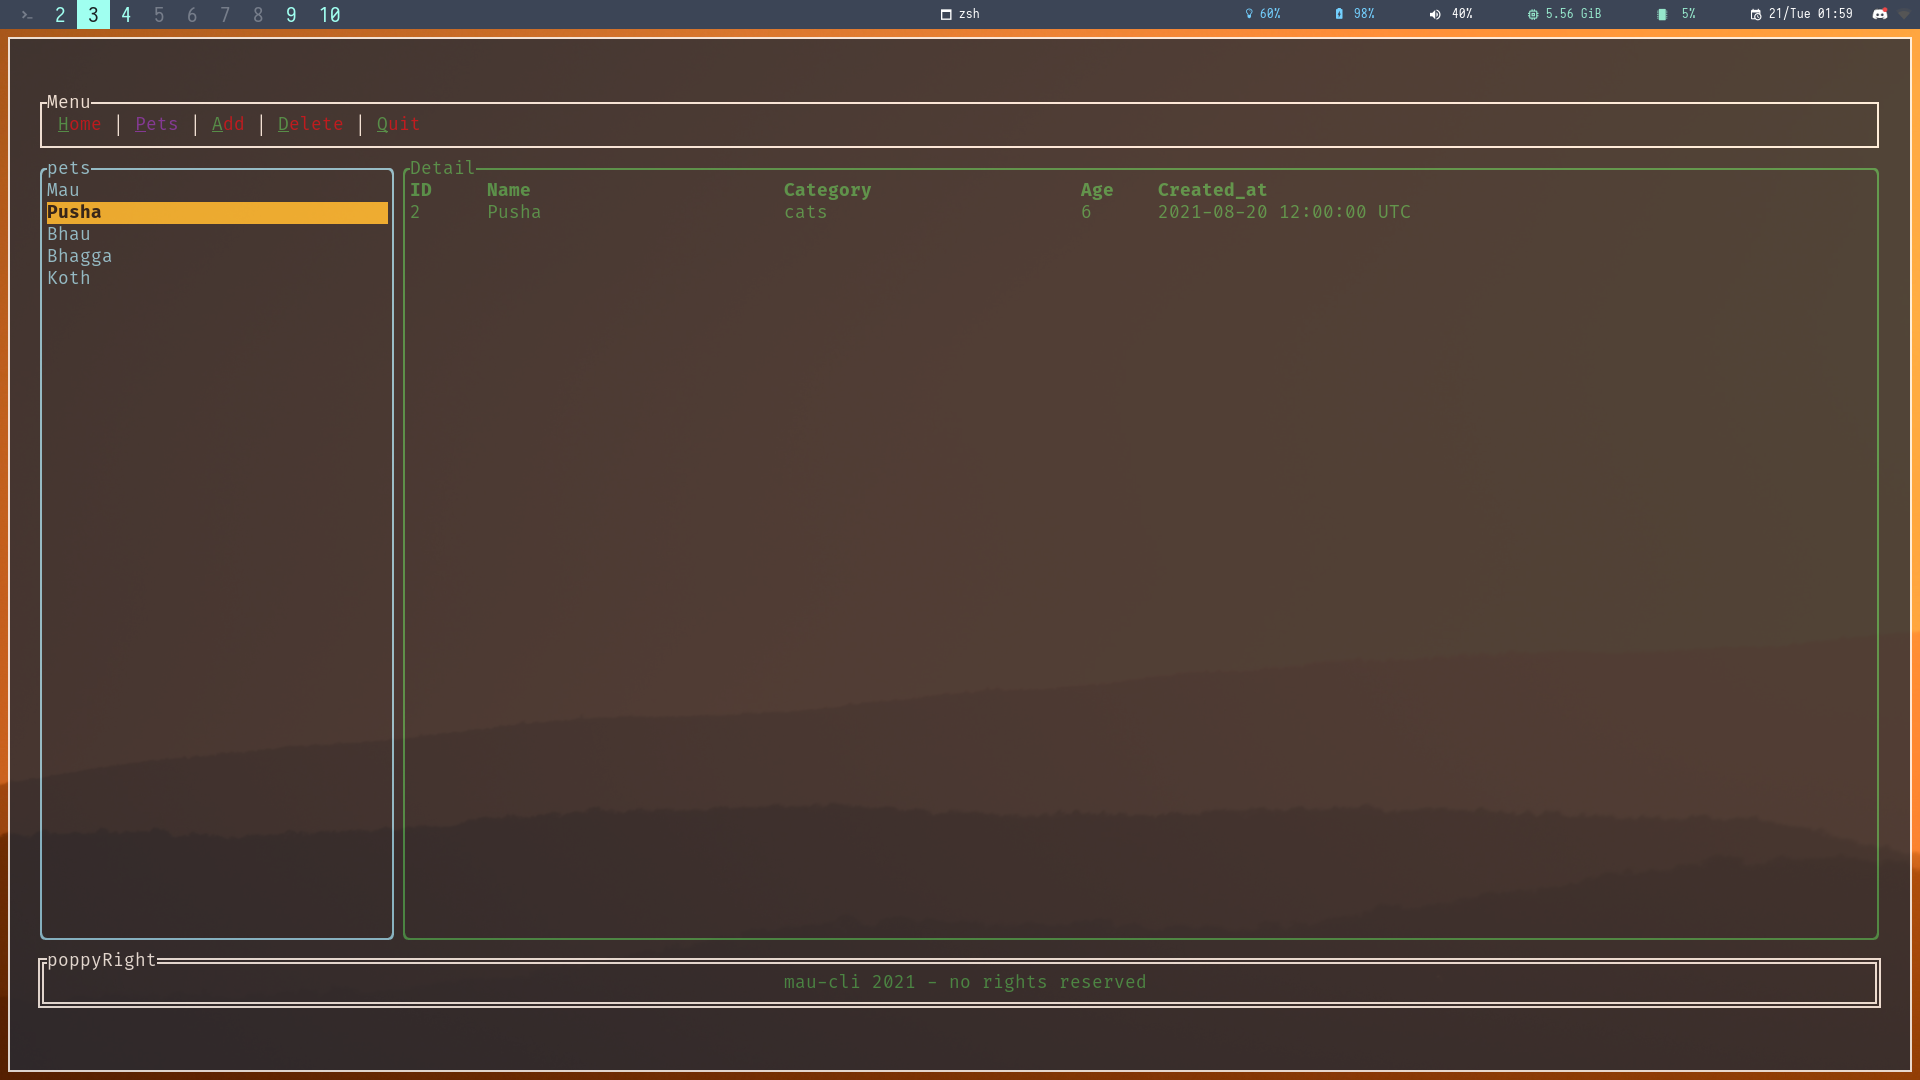 2 3 4 5 6 7 8 9 10 zsh 60% 98% 40% 5.56 GiB 5% 21/Tue 01:59
Menu
Home │ Pets │ Add │ Delete │ Quit
pets
Mau
Pusha
Bhau
Bhagga
Koth
Detail
ID Name Category Age Created_at
2 Pusha cats 6 2021-08-20 12:00:00 UTC
poppyRight
mau-cli 2021 - no rights reserved